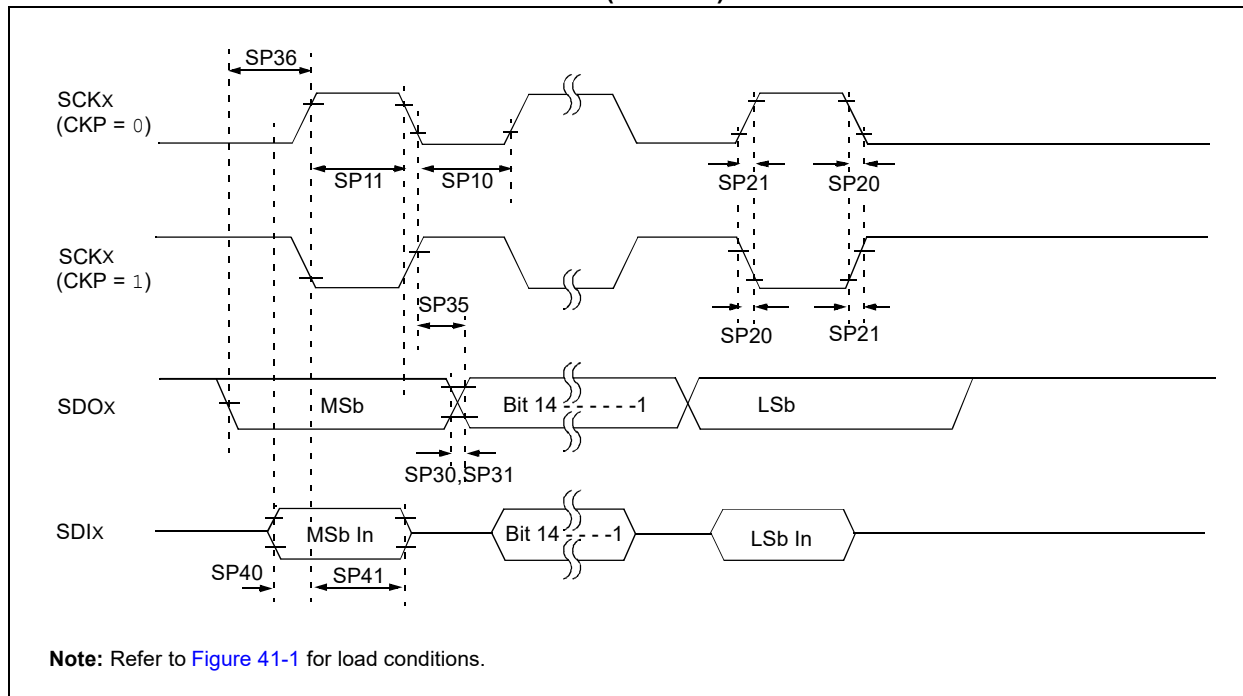 SP36
SCKx
(CKP = 0)
SP11
SP10
SP21
SP20
SCKx
(CKP = 1)
SP35
SP20
SP21
SDOx
MSb
Bit 14 - - - - - -1
LSb
SP30,SP31
SDIx
MSb In
Bit 14 - - - -1
LSb In
SP40
SP41
Note: Refer to Figure 41-1 for load conditions.